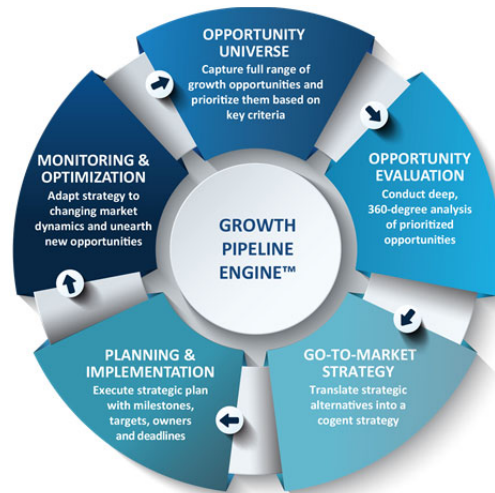 OPPORTUNITY
UNIVERSE
Capture full range of
growth opportunities and
prioritize them based on
key criteria
OPPORTUNITY
EVALUATION
Conduct deep,
360-degree analysis
of prioritized
opportunities
GO-TO-MARKET
STRATEGY
Translate strategic
alternatives into a
cogent strategy
PLANNING &
IMPLEMENTATION
Execute strategic plan
with milestones,
targets, owners
and deadlines
MONITORING &
OPTIMIZATION
Adapt strategy to
changing market
dynamics and unearth
new opportunities
GROWTH
PIPELINE
ENGINE™